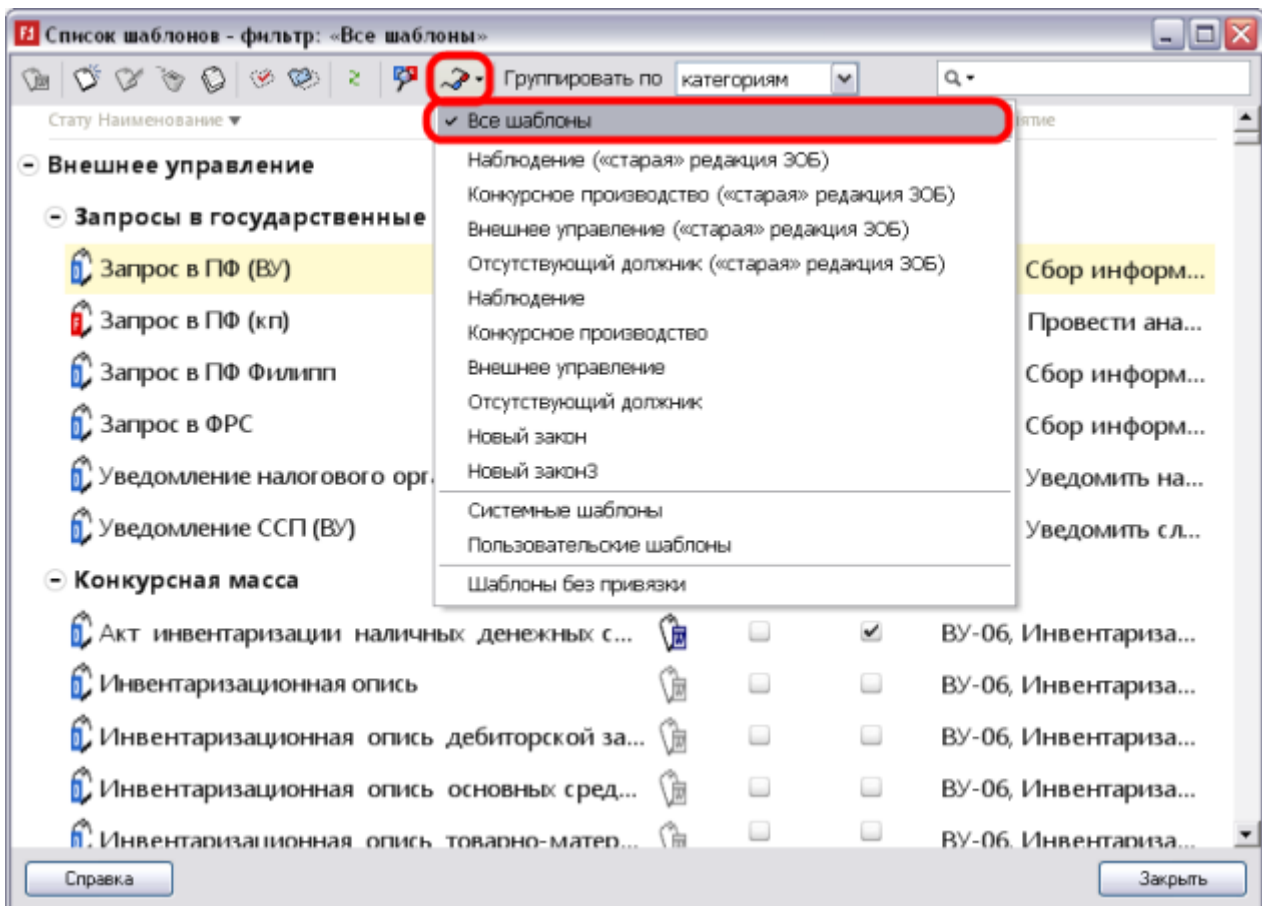 Список шаблонов - фильтр: «Все шаблоны»
Группировать по категориям
Стату Наименование ▼
✓ Все шаблоны
Наблюдение («старая» редакция ЗОБ)
Конкурсное производство («старая» редакция ЗОБ)
Внешнее управление («старая» редакция ЗОБ)
Отсутствующий должник («старая» редакция ЗОБ)
Наблюдение
Конкурсное производство
Внешнее управление
Отсутствующий должник
Новый закон
Новый закон3
Системные шаблоны
Пользовательские шаблоны
Шаблоны без привязки
Внешнее управление
Запросы в государственные
Запрос в ПФ (ВУ) Сбор информ...
Запрос в ПФ (кп) Провести ана...
Запрос в ПФ Филипп Сбор информ...
Запрос в ФРС Сбор информ...
Уведомление налогового орг. Уведомить на...
Уведомление ССП (ВУ) Уведомить сл...
Конкурсная масса
Акт инвентаризации наличных денежных с... ВУ-06, Инвентариза...
Инвентаризационная опись ВУ-06, Инвентариза...
Инвентаризационная опись дебиторской за... ВУ-06, Инвентариза...
Инвентаризационная опись основных сред... ВУ-06, Инвентариза...
Инвентаризационная опись товарно-матер... ВУ-06, Инвентариза...
Справка Закрыть